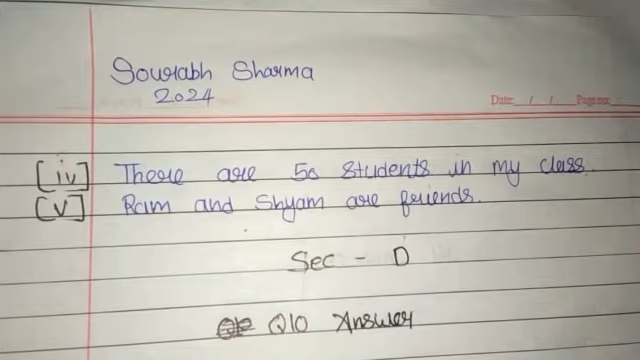 Sourabh Sharma
2024
Date: / / Page no:
[iv] There are 50 students in my class.
[v] Ram and Shyam are friends.
Sec - D
Q10 Answer